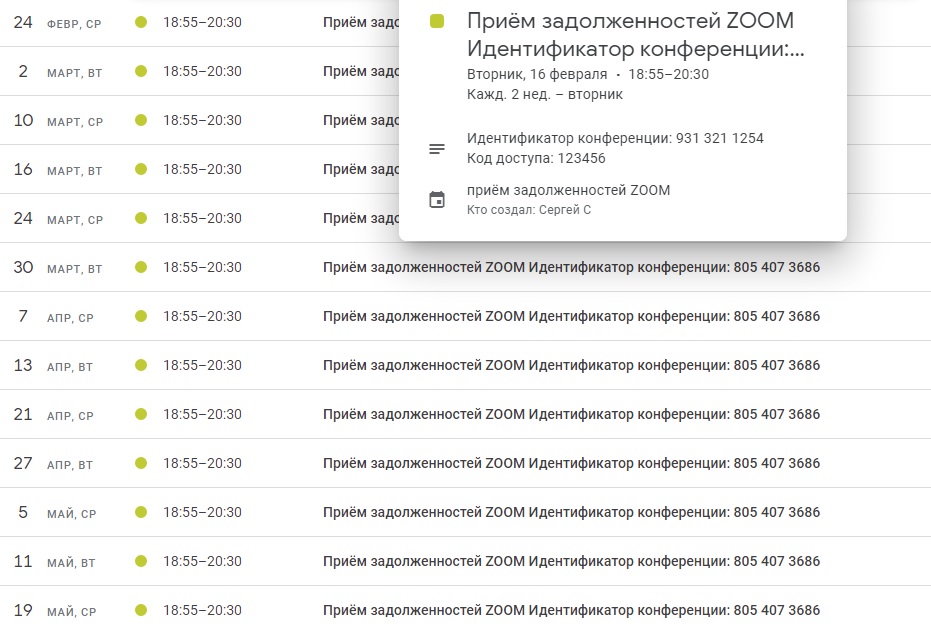 24 ФЕВР, СР 18:55–20:30 Приём задо
2 МАРТ, ВТ 18:55–20:30 Приём задо
10 МАРТ, СР 18:55–20:30 Приём задо
16 МАРТ, ВТ 18:55–20:30 Приём задо
24 МАРТ, СР 18:55–20:30 Приём задо
Приём задолженностей ZOOM
Идентификатор конференции:...
Вторник, 16 февраля · 18:55–20:30
Кажд. 2 нед. – вторник
Идентификатор конференции: 931 321 1254
Код доступа: 123456
приём задолженностей ZOOM
Кто создал: Сергей С
30 МАРТ, ВТ 18:55–20:30 Приём задолженностей ZOOM Идентификатор конференции: 805 407 3686
7 АПР, СР 18:55–20:30 Приём задолженностей ZOOM Идентификатор конференции: 805 407 3686
13 АПР, ВТ 18:55–20:30 Приём задолженностей ZOOM Идентификатор конференции: 805 407 3686
21 АПР, СР 18:55–20:30 Приём задолженностей ZOOM Идентификатор конференции: 805 407 3686
27 АПР, ВТ 18:55–20:30 Приём задолженностей ZOOM Идентификатор конференции: 805 407 3686
5 МАЙ, СР 18:55–20:30 Приём задолженностей ZOOM Идентификатор конференции: 805 407 3686
11 МАЙ, ВТ 18:55–20:30 Приём задолженностей ZOOM Идентификатор конференции: 805 407 3686
19 МАЙ, СР 18:55–20:30 Приём задолженностей ZOOM Идентификатор конференции: 805 407 3686